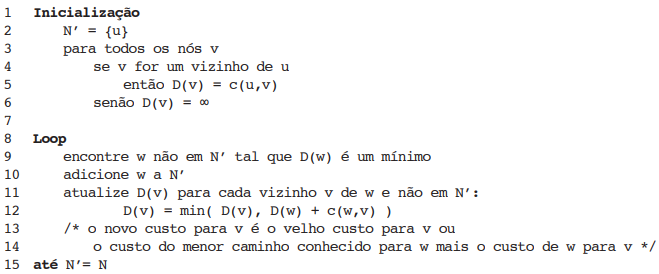 1 Inicialização
2 N’ = {u}
3 para todos os nós v
4 se v for um vizinho de u
5 então D(v) = c(u,v)
6 senão D(v) = ∞
7
8 Loop
9 encontre w não em N’ tal que D(w) é um mínimo
10 adicione w a N’
11 atualize D(v) para cada vizinho v de w e não em N’:
12 D(v) = min( D(v), D(w) + c(w,v) )
13 /* o novo custo para v é o velho custo para v ou
14 o custo do menor caminho conhecido para w mais o custo de w para v */
15 até N’= N